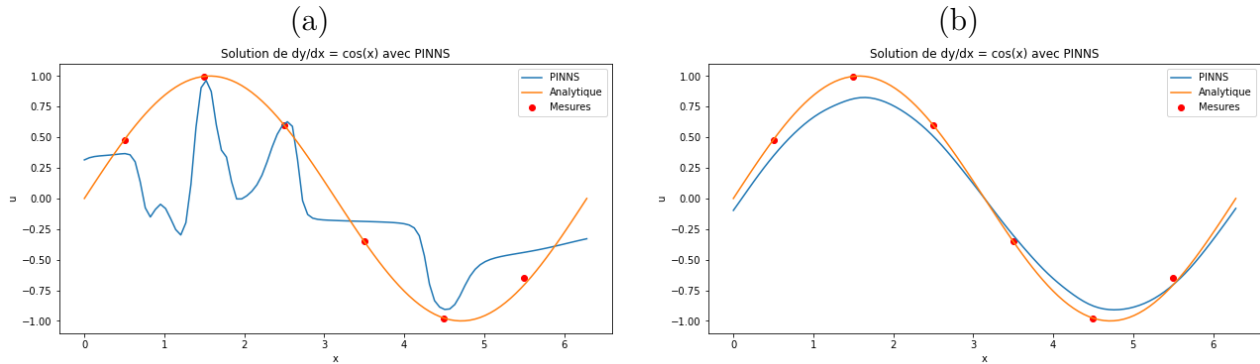 (a)
Solution de dy/dx = cos(x) avec PINNS
PINNS
Analytique
Mesures
1.00
0.75
0.50
0.25
0.00
−0.25
−0.50
−0.75
−1.00
u
0 1 2 3 4 5 6
x
(b)
Solution de dy/dx = cos(x) avec PINNS
PINNS
Analytique
Mesures
1.00
0.75
0.50
0.25
0.00
−0.25
−0.50
−0.75
−1.00
u
0 1 2 3 4 5 6
x